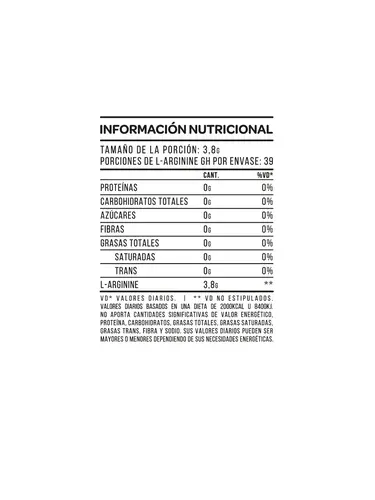 INFORMACIÓN NUTRICIONAL
TAMAÑO DE LA PORCIÓN: 3,8g
PORCIONES DE L-ARGININE GH POR ENVASE: 39
CANT. %VD*
PROTEÍNAS 0g 0%
CARBOHIDRATOS TOTALES 0g 0%
AZÚCARES 0g 0%
FIBRAS 0g 0%
GRASAS TOTALES 0g 0%
SATURADAS 0g 0%
TRANS 0g 0%
L-ARGININE 3,8g **
VD* VALORES DIARIOS. | ** VD NO ESTIPULADOS.
VALORES DIARIOS BASADOS EN UNA DIETA DE 2000KCAL U 8400KJ.
NO APORTA CANTIDADES SIGNIFICATIVAS DE VALOR ENERGÉTICO,
PROTEÍNA, CARBOHIDRATOS, GRASAS TOTALES, GRASAS SATURADAS,
GRASAS TRANS, FIBRA Y SODIO. SUS VALORES DIARIOS PUEDEN SER
MAYORES O MENORES DEPENDIENDO DE SUS NECESIDADES ENERGÉTICAS.